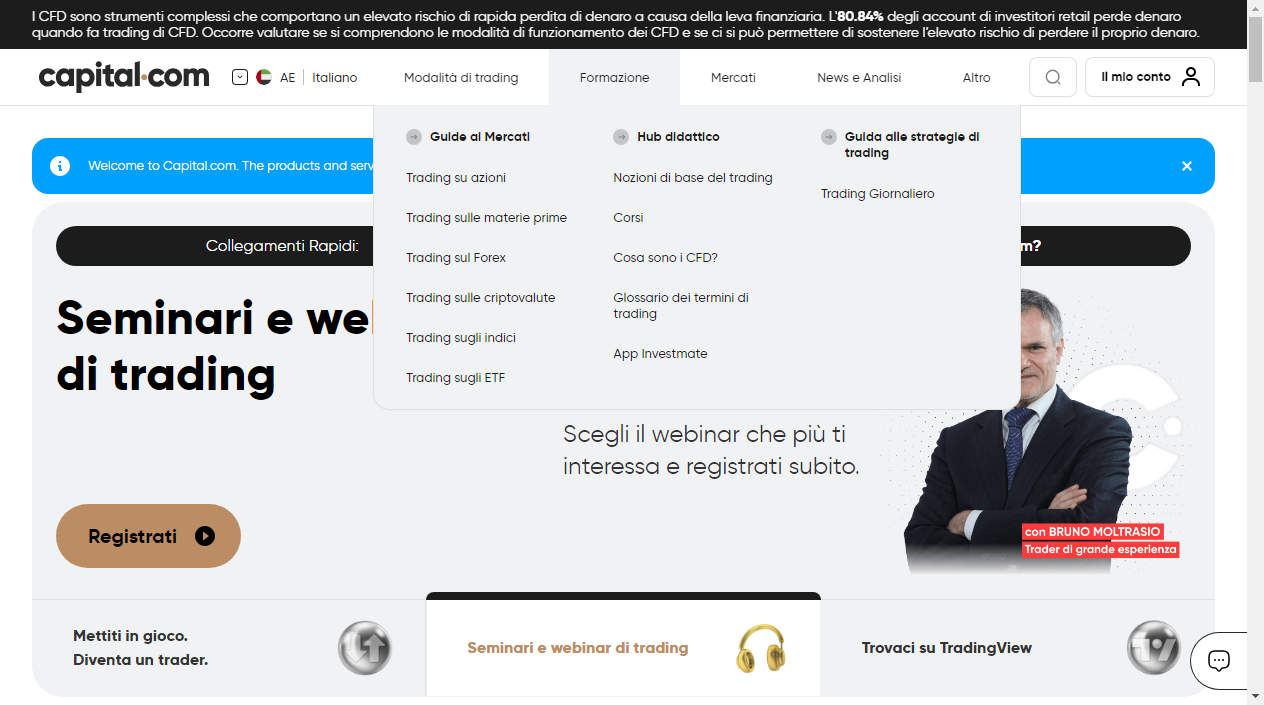 I CFD sono strumenti complessi che comportano un elevato rischio di rapida perdita di denaro a causa della leva finanziaria. L'80.84% degli account di investitori retail perde denaro
quando fa trading di CFD. Occorre valutare se si comprendono le modalità di funzionamento dei CFD e se ci si può permettere di sostenere l'elevato rischio di perdere il proprio denaro.
capital.com
AE
Italiano
Modalità di trading
Formazione
Mercati
News e Analisi
Altro
Il mio conto
Guide ai Mercati
Trading su azioni
Trading sulle materie prime
Trading sul Forex
Trading sulle criptovalute
Trading sugli indici
Trading sugli ETF
Hub didattico
Nozioni di base del trading
Corsi
Cosa sono i CFD?
Glossario dei termini di
trading
App Investmate
Guida alle strategie di
trading
Trading Giornaliero
Welcome to Capital.com. The products and serv
Collegamenti Rapidi:
m?
Seminari e we
di trading
Scegli il webinar che più ti
interessa e registrati subito.
Registrati
con BRUNO MOLTRASIO
Trader di grande esperienza
Mettiti in gioco.
Diventa un trader.
Seminari e webinar di trading
Trovaci su TradingView